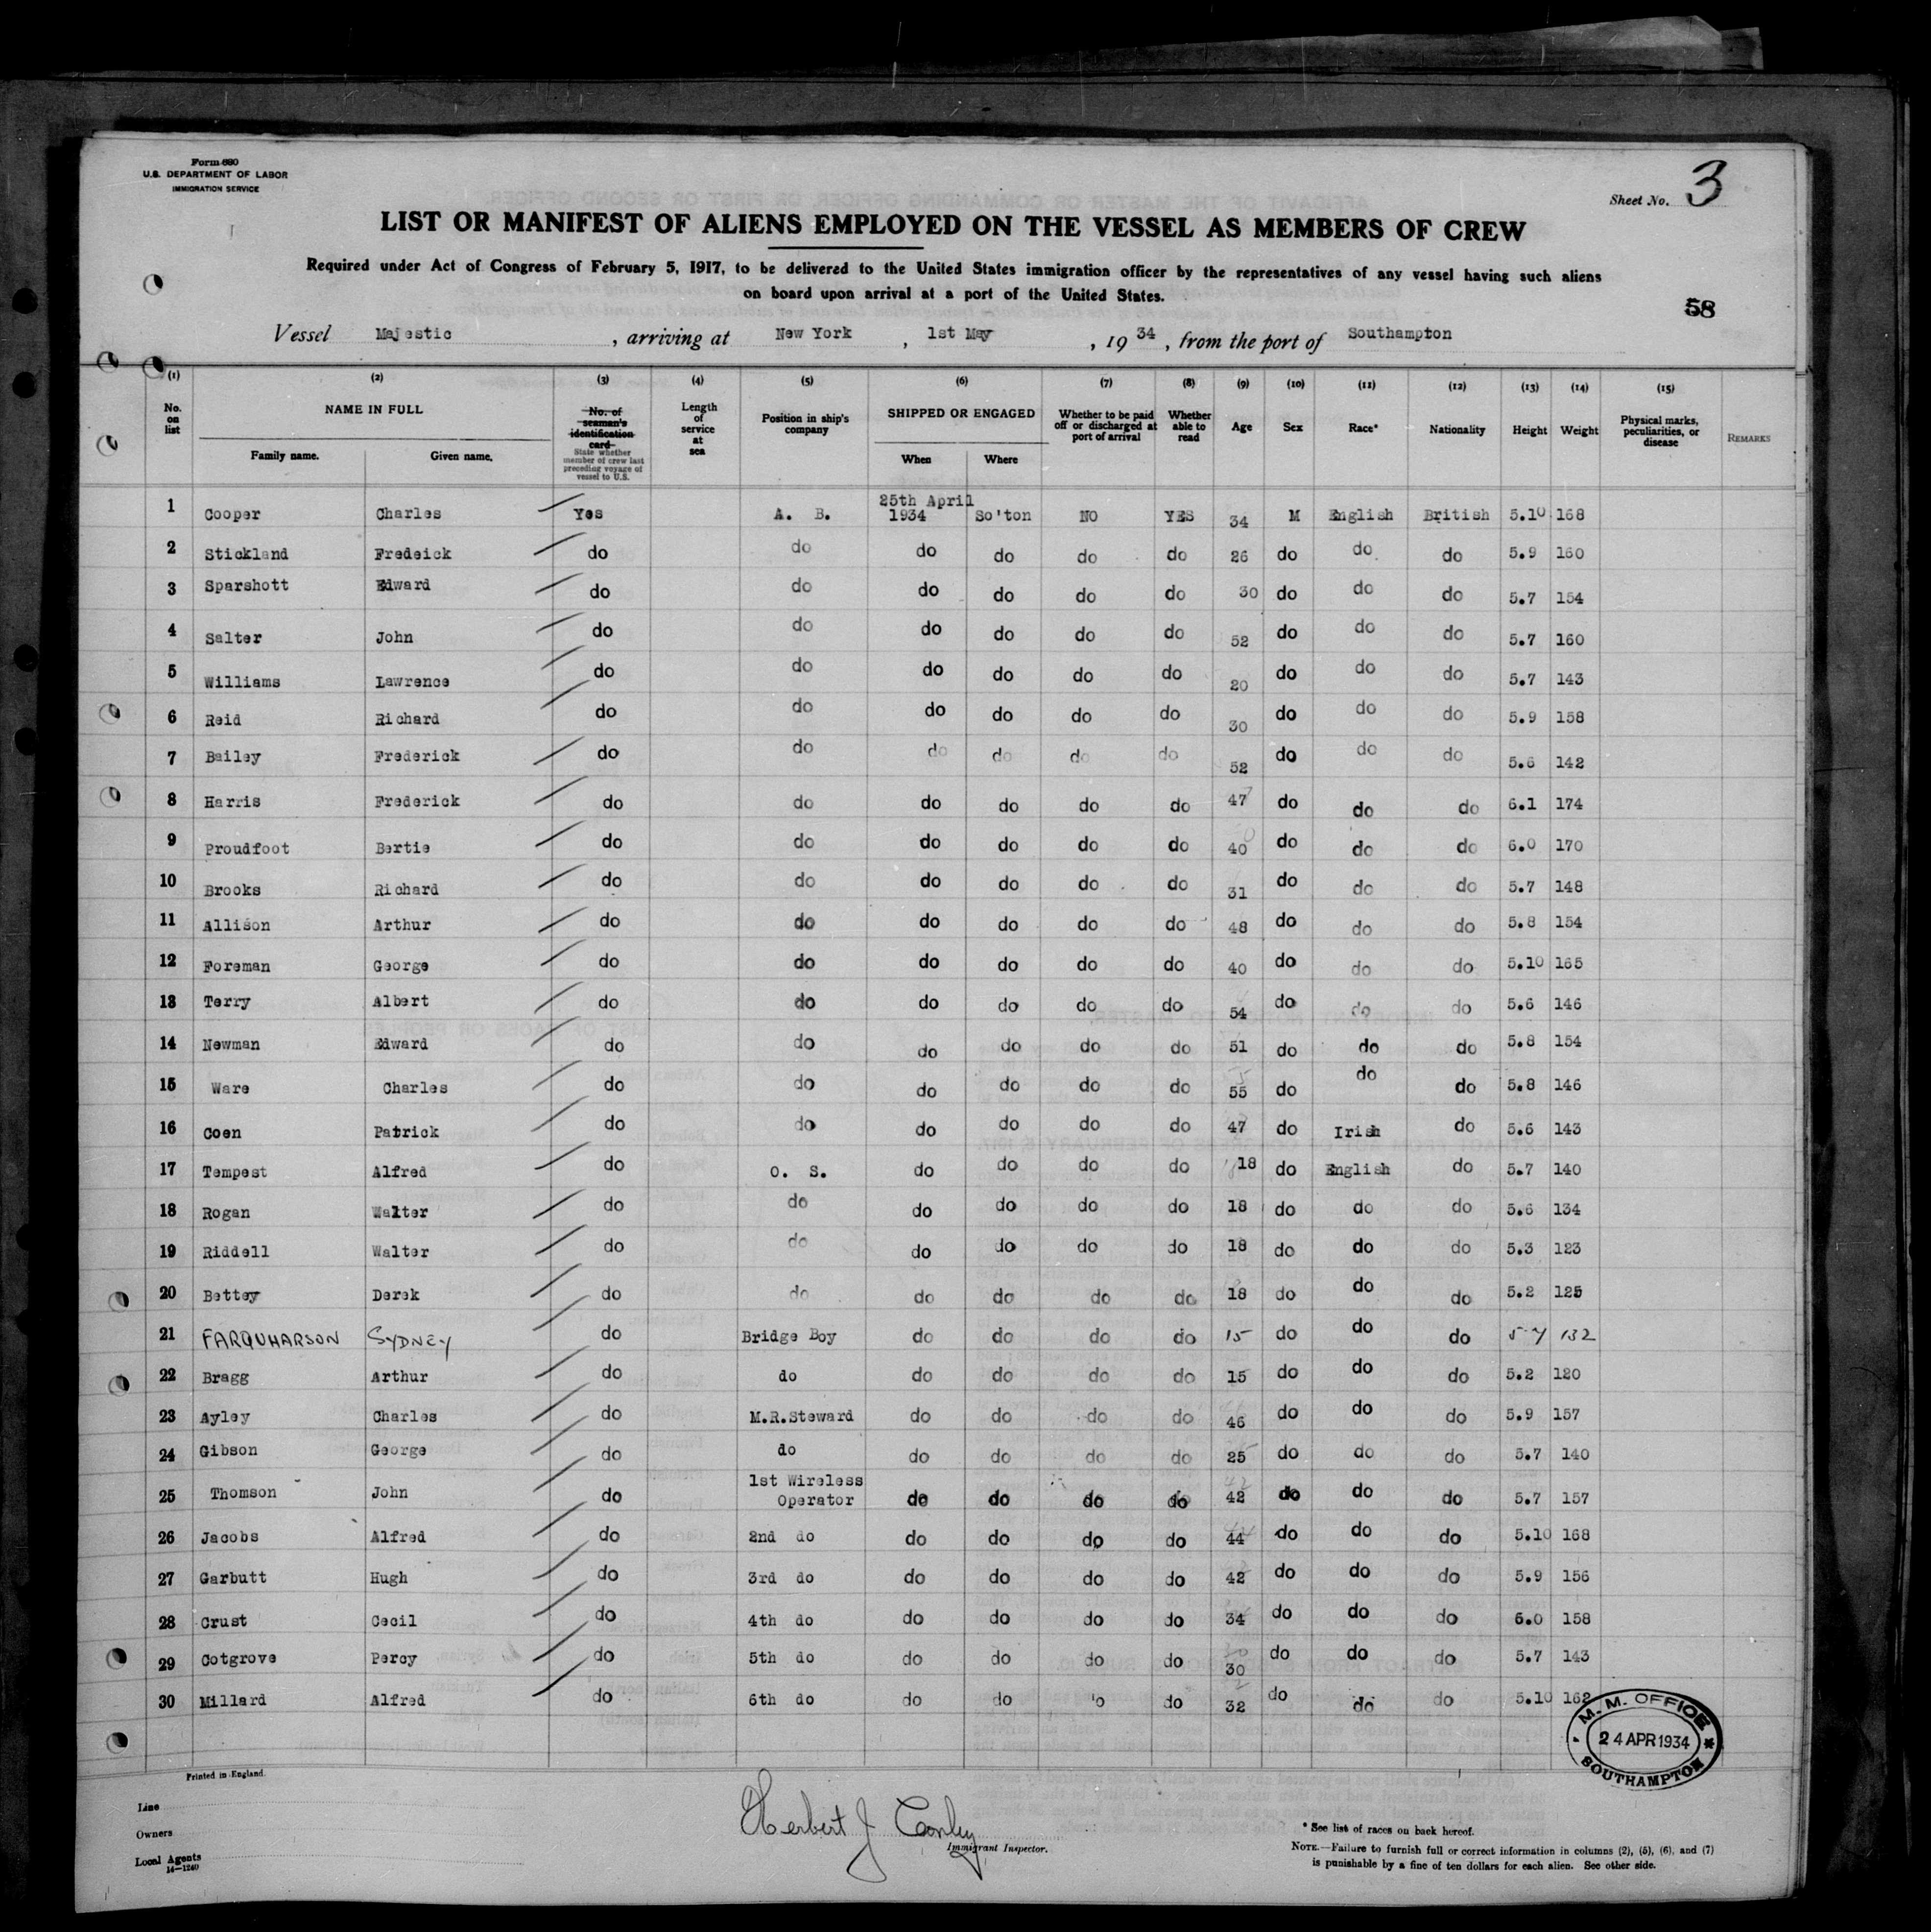 Form 680
U.S. DEPARTMENT OF LABOR
IMMIGRATION SERVICE
Sheet No. 3
LIST OR MANIFEST OF ALIENS EMPLOYED ON THE VESSEL AS MEMBERS OF CREW
Required under Act of Congress of February 5, 1917, to be delivered to the United States immigration officer by the representatives of any vessel having such aliens
on board upon arrival at a port of the United States.
58
Vessel Majestic, arriving at New York, 1st May, 1934, from the port of Southampton
(1) (2) (3) (4) (5) (6) (7) (8) (9) (10) (11) (12) (13) (14) (15)
No. on list NAME IN FULL Family name. Given name. No. of seaman's identification card State whether member of crew last preceding voyage of vessel to U.S. Length of service at sea Position in ship's company SHIPPED OR ENGAGED When Where Whether to be paid off or discharged at port of arrival Whether able to read Age Sex Race* Nationality Height Weight Physical marks, peculiarities, or disease REMARKS
1 Cooper Charles Yes A. B. 25th April 1934 So'ton NO YES 34 M English British 5.10 168
2 Stickland Fredeick do do do do do do 26 do do do 5.9 160
3 Sparshott Edward do do do do do do 30 do do do 5.7 154
4 Salter John do do do do do do 52 do do do 5.7 160
5 Williams Lawrence do do do do do do 20 do do do 5.7 143
6 Reid Richard do do do do do do 30 do do do 5.9 158
7 Bailey Frederick do do do do do do 52 do do do 5.6 142
8 Harris Frederick do do do do do do 47 do do do 6.1 174
9 Proudfoot Bertie do do do do do do 40 do do do 6.0 170
10 Brooks Richard do do do do do do 31 do do do 5.7 148
11 Allison Arthur do do do do do do 48 do do do 5.8 154
12 Foreman George do do do do do do 40 do do do 5.10 165
13 Terry Albert do do do do do do 54 do do do 5.6 146
14 Newman Edward do do do do do do 51 do do do 5.8 154
15 Ware Charles do do do do do do 55 do do do 5.8 146
16 Coen Patrick do do do do do do 47 do Irish do 5.6 143
17 Tempest Alfred do O. S. do do do do 18 do English do 5.7 140
18 Rogan Walter do do do do do do 18 do do do 5.6 134
19 Riddell Walter do do do do do do 18 do do do 5.3 123
20 Bettey Derek do do do do do do 18 do do do 5.2 125
21 FARQUHARSON SYDNEY do Bridge Boy do do do do 15 do do do 5.7 132
22 Bragg Arthur do do do do do do 15 do do do 5.2 120
23 Ayley Charles do M.R.Steward do do do do 46 do do do 5.9 157
24 Gibson George do do do do do do 25 do do do 5.7 140
25 Thomson John do 1st Wireless Operator do do do do 42 do do do 5.7 157
26 Jacobs Alfred do 2nd do do do do do 44 do do do 5.10 168
27 Garbutt Hugh do 3rd do do do do do 42 do do do 5.9 156
28 Crust Cecil do 4th do do do do do 34 do do do 6.0 158
29 Cotgrove Percy do 5th do do do do do 30 do do do 5.7 143
30 Millard Alfred do 6th do do do 'o do 32 do do do 5.10 162
M. M. OFFICE
24 APR 1934
SOUTHAMPTON
Printed in England.
Line
Owners
Local Agents
14—1240
Herbert J Conley
Immigrant Inspector.
* See list of races on back hereof.
NOTE.—Failure to furnish full or correct information in columns (2), (5), (6), and (7)
is punishable by a fine of ten dollars for each alien. See other side.